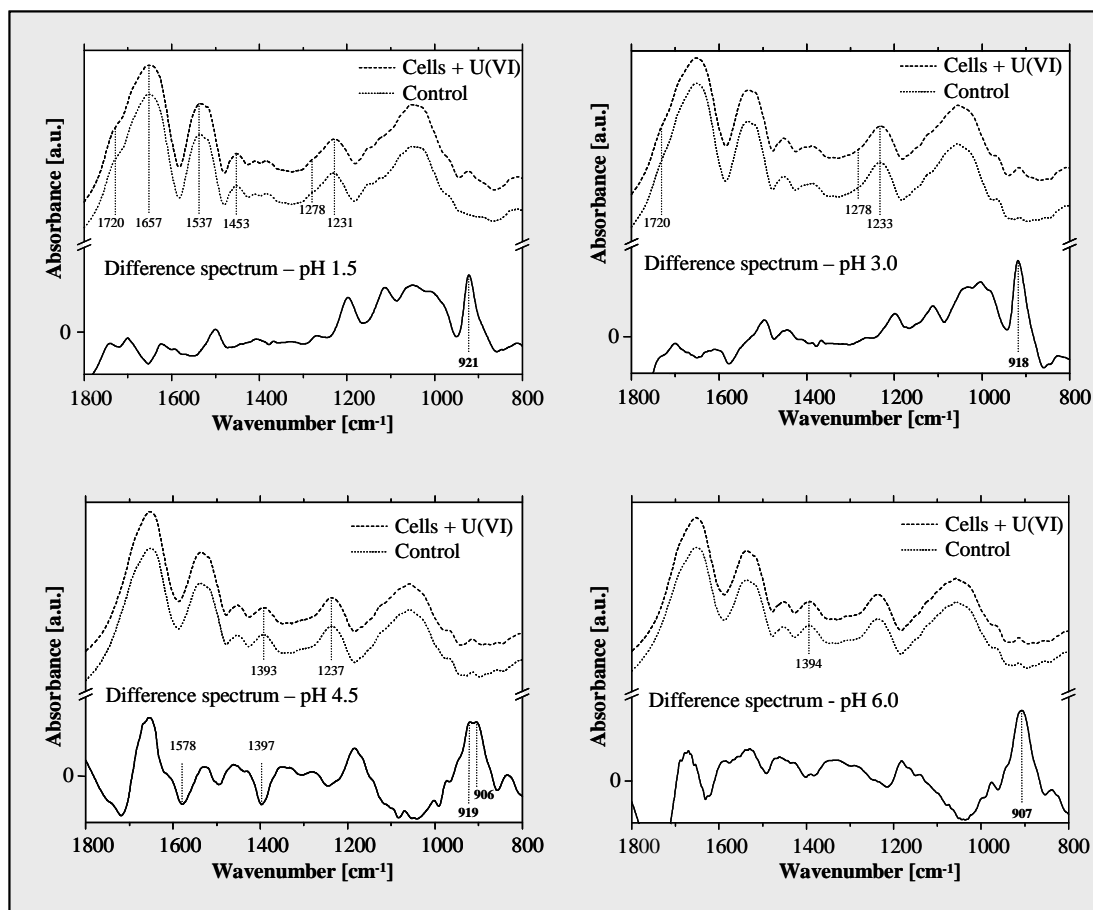 Cells + U(VI)
Control
1720 1657 1537 1453 1278 1231
Difference spectrum – pH 1.5
0
921
1800 1600 1400 1200 1000 800
Wavenumber [cm-1]
Absorbance [a.u.]
Cells + U(VI)
Control
1720 1278 1233
Difference spectrum – pH 3.0
0
918
1800 1600 1400 1200 1000 800
Wavenumber [cm-1]
Absorbance [a.u.]
Cells + U(VI)
Control
1393 1237
Difference spectrum – pH 4.5
1578 1397
0
906
919
1800 1600 1400 1200 1000 800
Wavenumber [cm-1]
Absorbance [a.u.]
Cells + U(VI)
Control
1394
Difference spectrum - pH 6.0
0
907
1800 1600 1400 1200 1000 800
Wavenumber [cm-1]
Absorbance [a.u.]